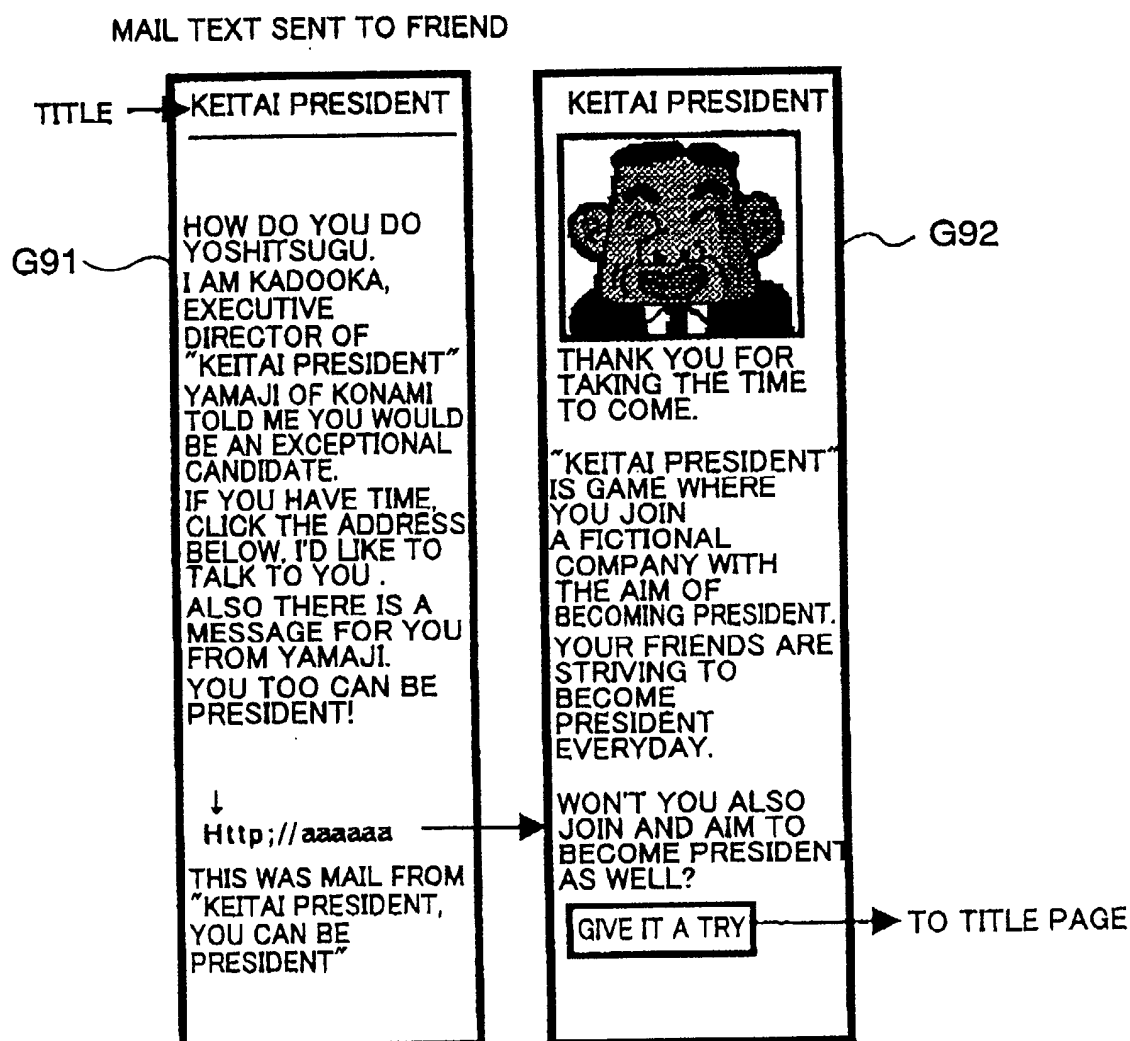 MAIL TEXT SENT TO FRIEND
TITLE
KEITAI PRESIDENT
G91
HOW DO YOU DO
YOSHITSUGU.
I AM KADOOKA,
EXECUTIVE
DIRECTOR OF
"KEITAI PRESIDENT"
YAMAJI OF KONAMI
TOLD ME YOU WOULD
BE AN EXCEPTIONAL
CANDIDATE.
IF YOU HAVE TIME,
CLICK THE ADDRESS
BELOW, I'D LIKE TO
TALK TO YOU .
ALSO THERE IS A
MESSAGE FOR YOU
FROM YAMAJI.
YOU TOO CAN BE
PRESIDENT!
↓
Http;//aaaaaa
THIS WAS MAIL FROM
"KEITAI PRESIDENT,
YOU CAN BE
PRESIDENT"
KEITAI PRESIDENT
G92
THANK YOU FOR
TAKING THE TIME
TO COME.
"KEITAI PRESIDENT"
IS GAME WHERE
YOU JOIN
A FICTIONAL
COMPANY WITH
THE AIM OF
BECOMING PRESIDENT.
YOUR FRIENDS ARE
STRIVING TO
BECOME
PRESIDENT
EVERYDAY.
WON'T YOU ALSO
JOIN AND AIM TO
BECOME PRESIDENT
AS WELL?
GIVE IT A TRY
TO TITLE PAGE